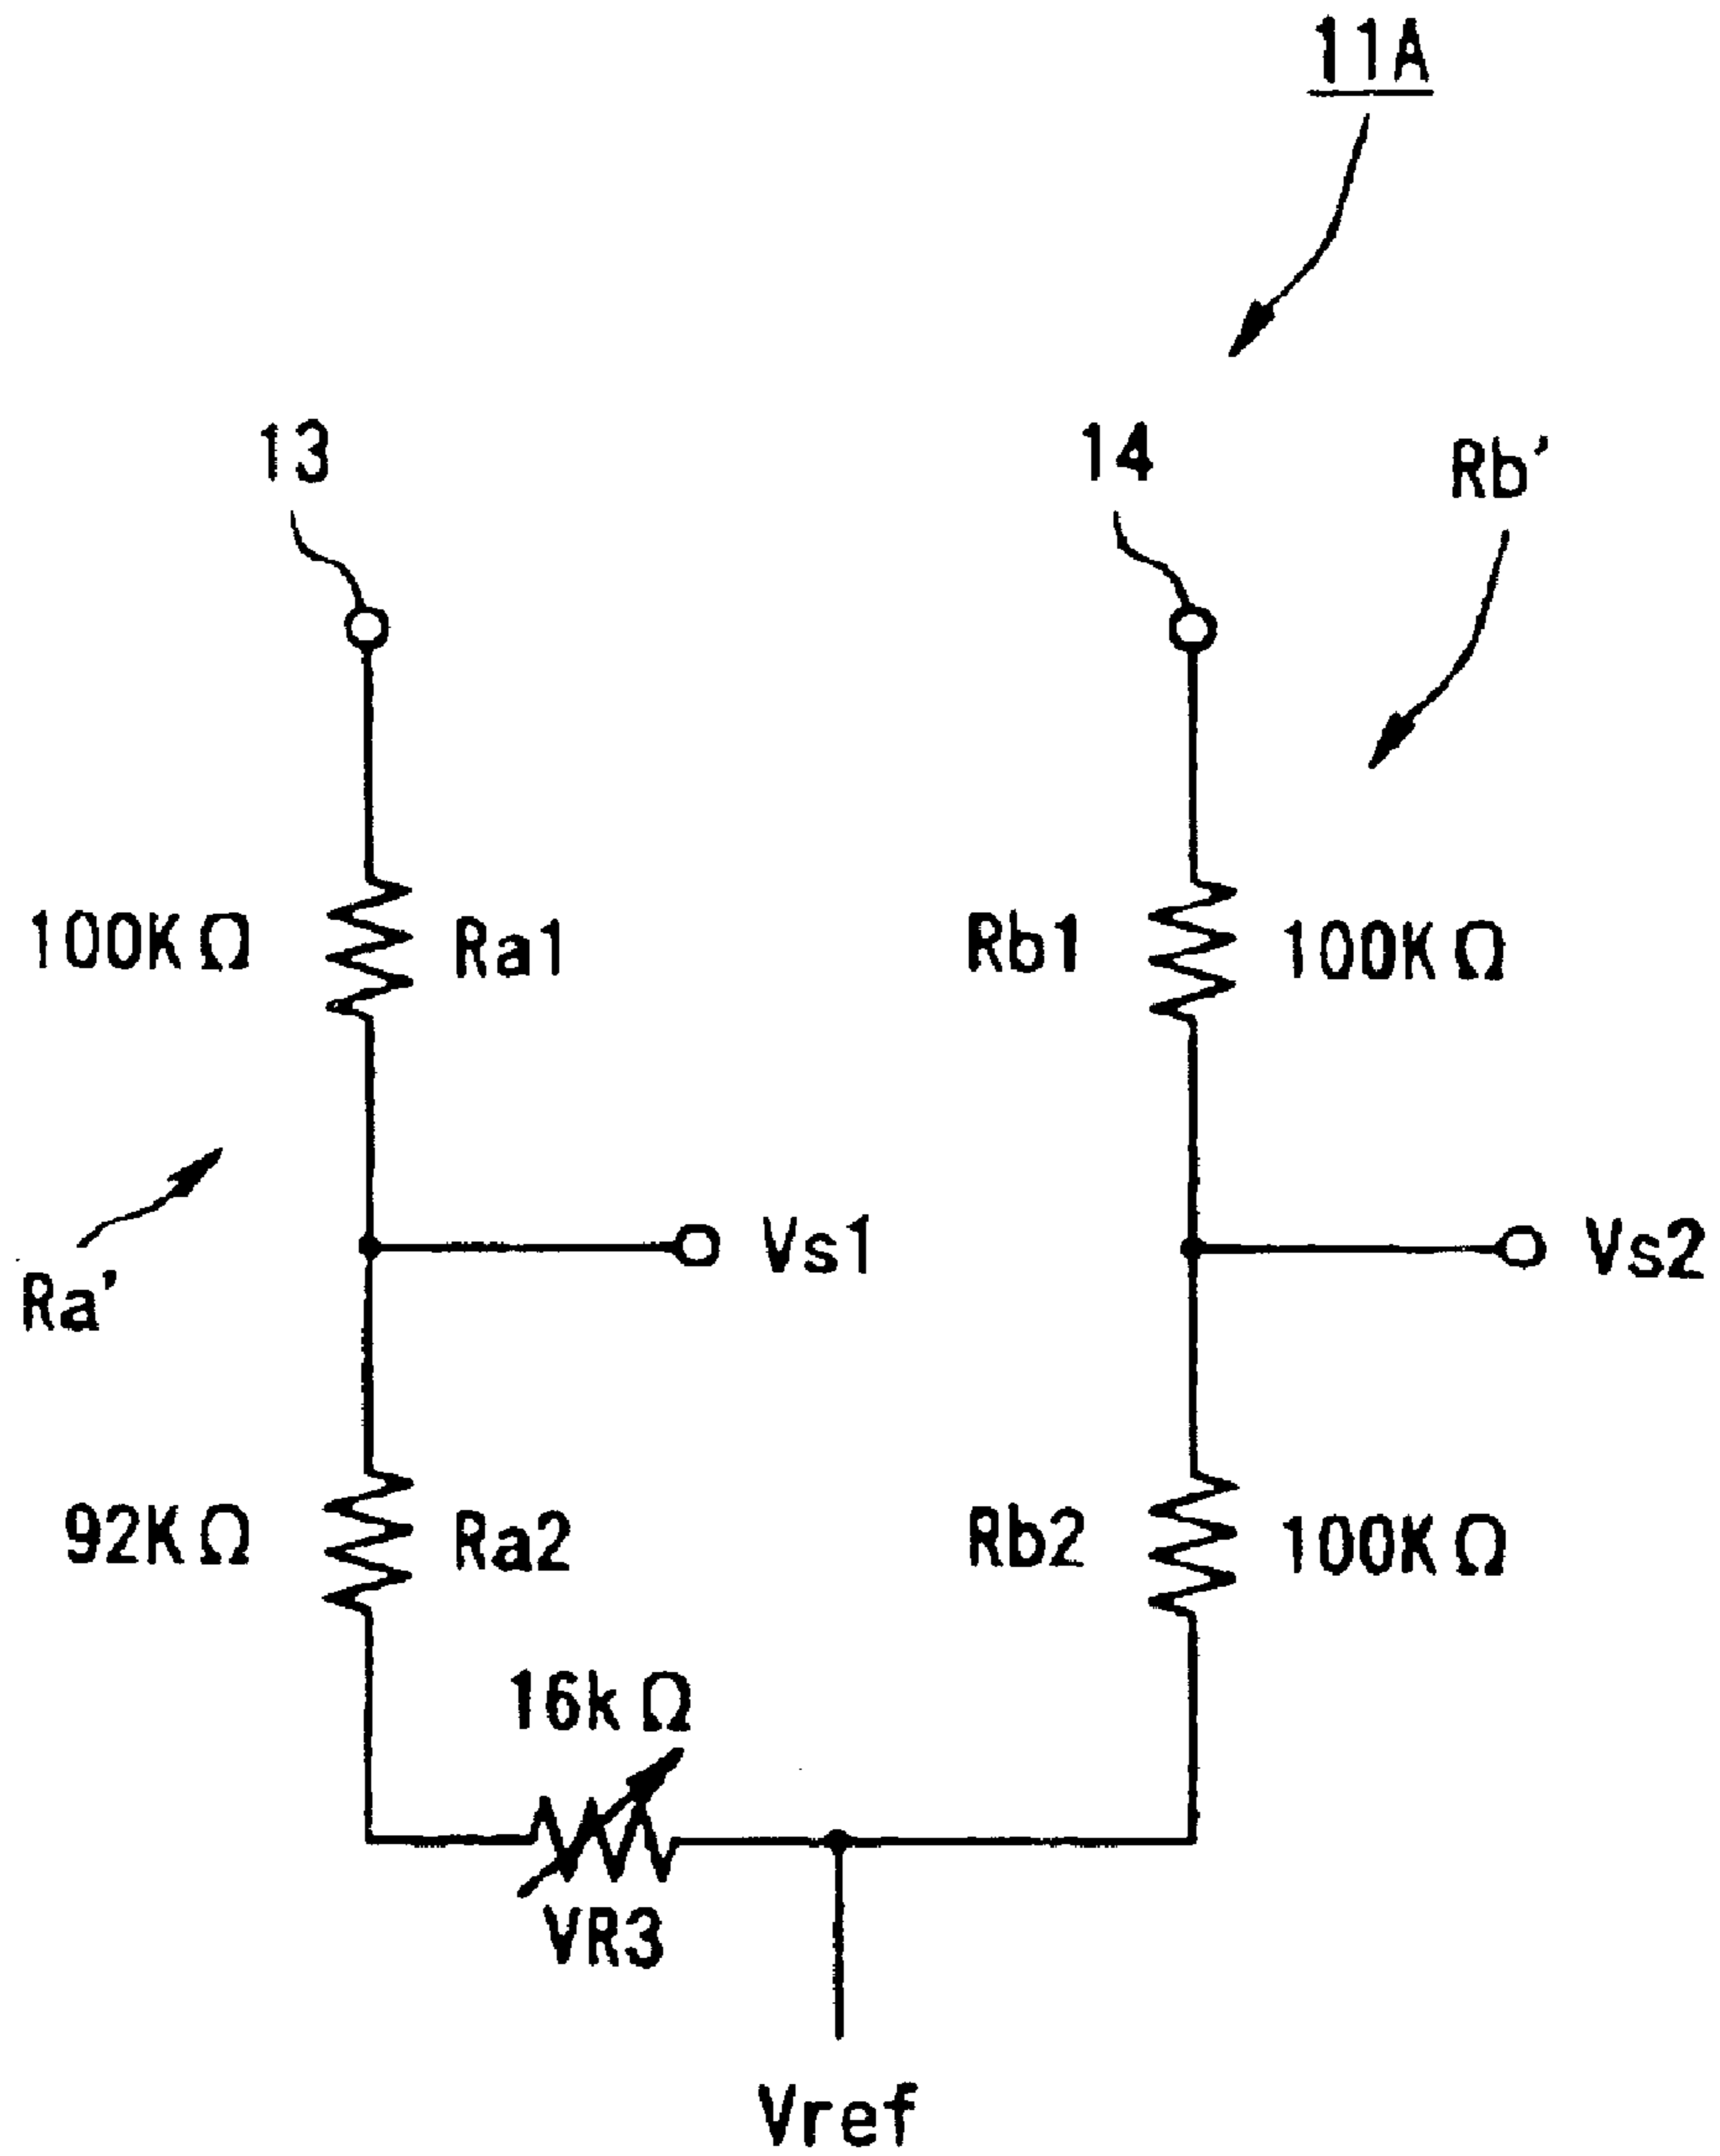 11A
13
14
Rb'
100KΩ
Ra1
Rb1
100KΩ
Vs1
Vs2
Ra'
92KΩ
Ra2
Rb2
100KΩ
16kΩ
VR3
Vref